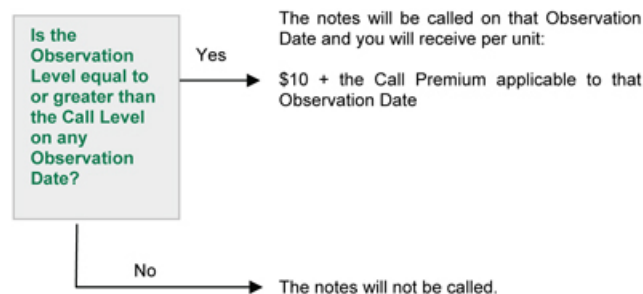 Is the
Observation
Level equal to
or greater than
the Call Level
on any
Observation
Date?
Yes
The notes will be called on that Observation
Date and you will receive per unit:
$10 + the Call Premium applicable to that
Observation Date
No
The notes will not be called.